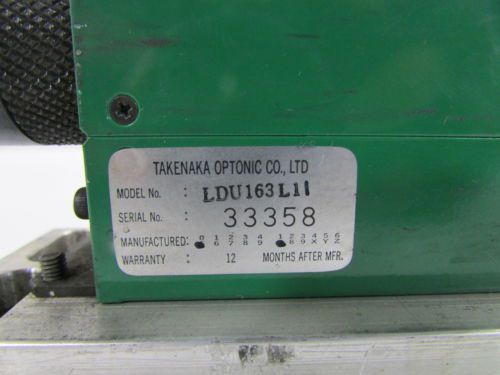 TAKENAKA OPTONIC CO., LTD
MODEL No. : LDU163L11
SERIAL No. : 33358
MANUFACTURED: 0 1 2 3 4 1 2 3 4 5 6
6 7 8 9 8 9 X Y Z
WARRANTY : 12 MONTHS AFTER MFR.